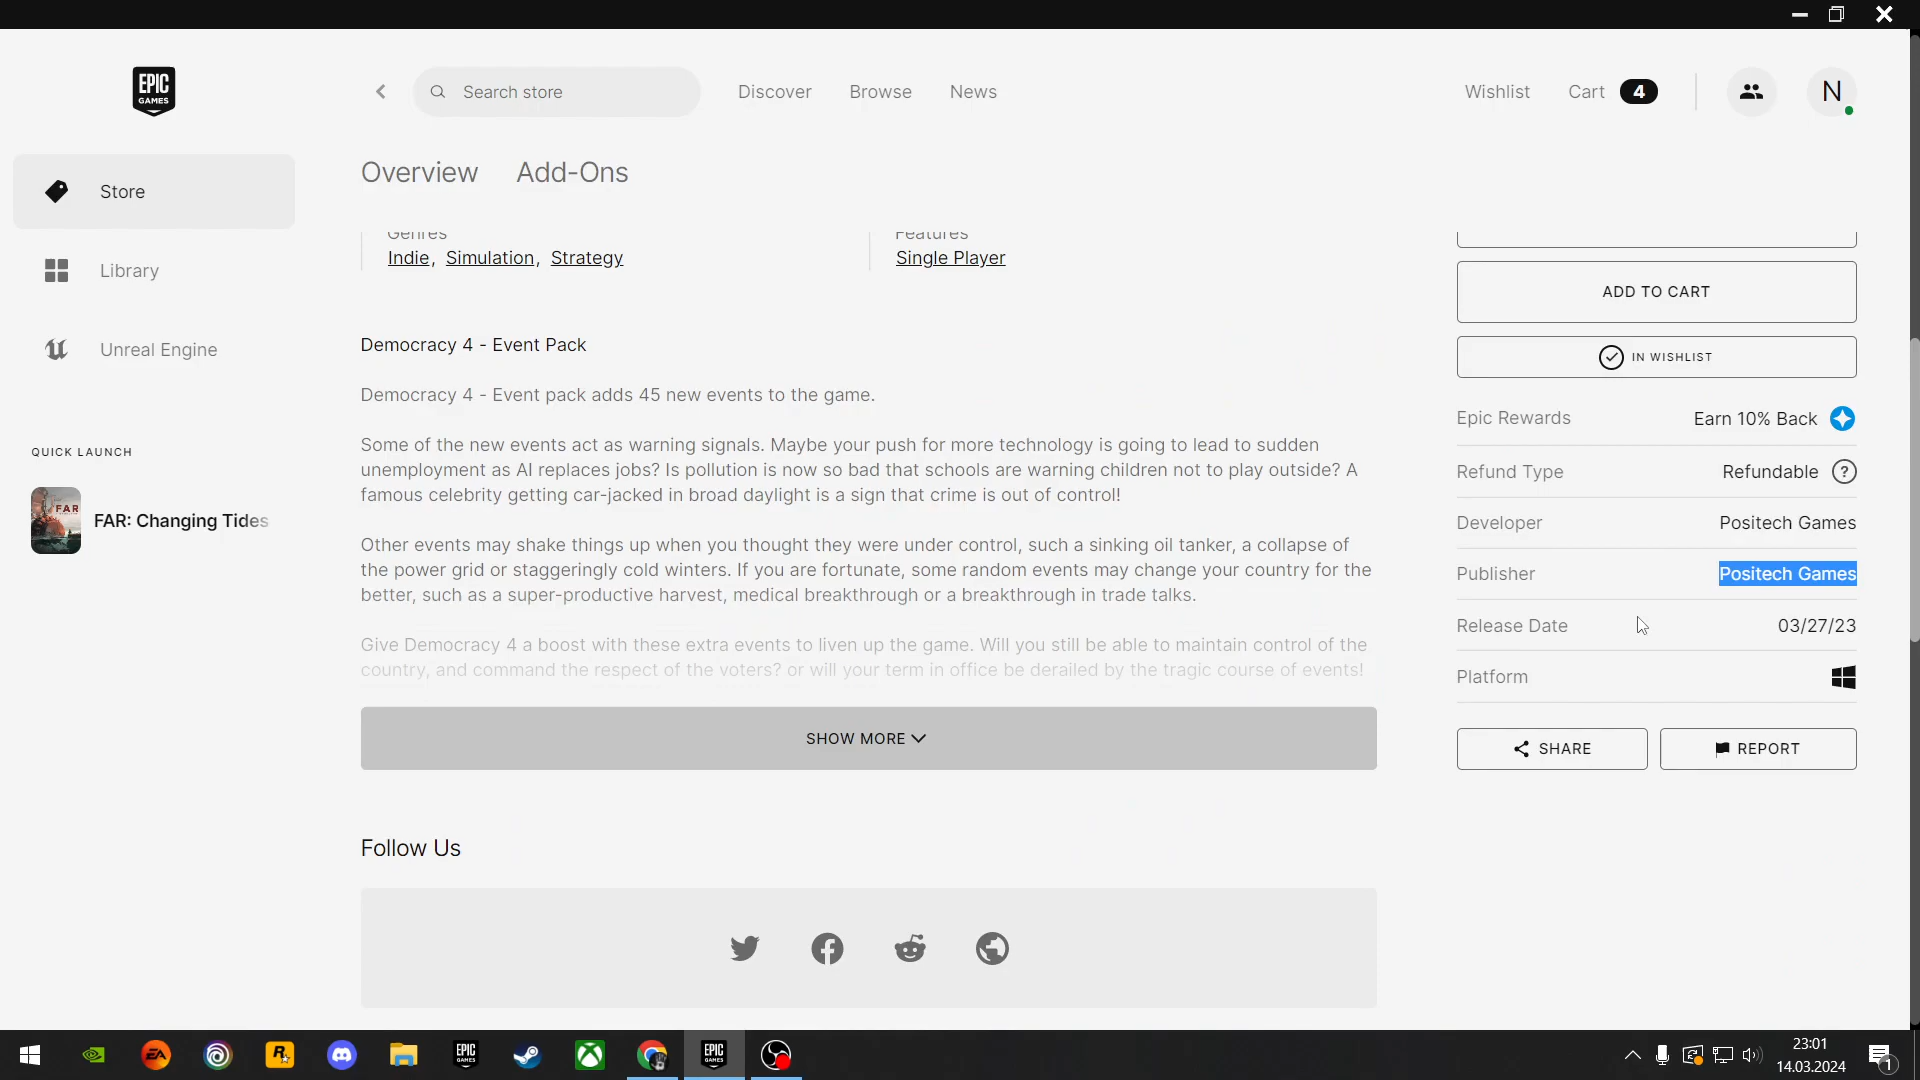 EPIC
GAMES
Search store
Discover
Browse
News
Wishlist
Cart
4
N
Overview
Add-Ons
Store
Library
Unreal Engine
QUICK LAUNCH
FAR
FAR: Changing Tides
Genres
Indie, Simulation, Strategy
Features
Single Player
Democracy 4 - Event Pack
Democracy 4 - Event pack adds 45 new events to the game.
Some of the new events act as warning signals. Maybe your push for more technology is going to lead to sudden
unemployment as AI replaces jobs? Is pollution is now so bad that schools are warning children not to play outside? A
famous celebrity getting car-jacked in broad daylight is a sign that crime is out of control!
Other events may shake things up when you thought they were under control, such a sinking oil tanker, a collapse of
the power grid or staggeringly cold winters. If you are fortunate, some random events may change your country for the
better, such as a super-productive harvest, medical breakthrough or a breakthrough in trade talks.
Give Democracy 4 a boost with these extra events to liven up the game. Will you still be able to maintain control of the
country, and command the respect of the voters? or will your term in office be derailed by the tragic course of events!
SHOW MORE
Follow Us
ADD TO CART
IN WISHLIST
Epic Rewards
Earn 10% Back
Refund Type
Refundable ?
Developer
Positech Games
Publisher
Positech Games
Release Date
03/27/23
Platform
SHARE
REPORT
EA
R
EPIC
GAMES
EPIC
GAMES
23:01
14.03.2024
1